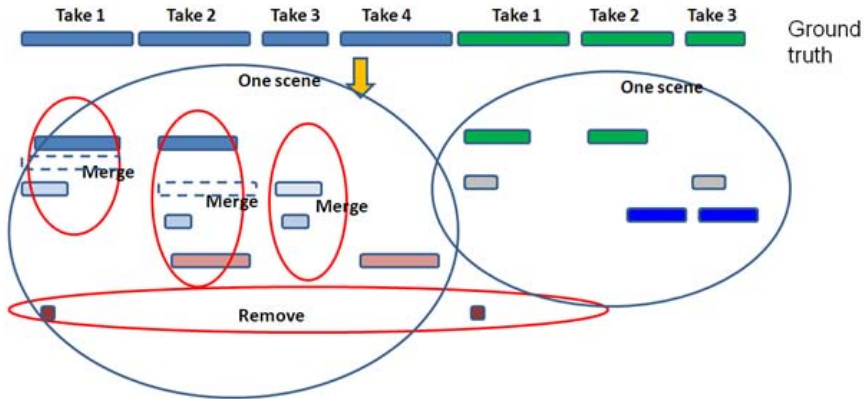 Take 1 Take 2 Take 3 Take 4 Take 1 Take 2 Take 3
Ground
truth
One scene
One scene
Merge
Merge
Merge
Remove